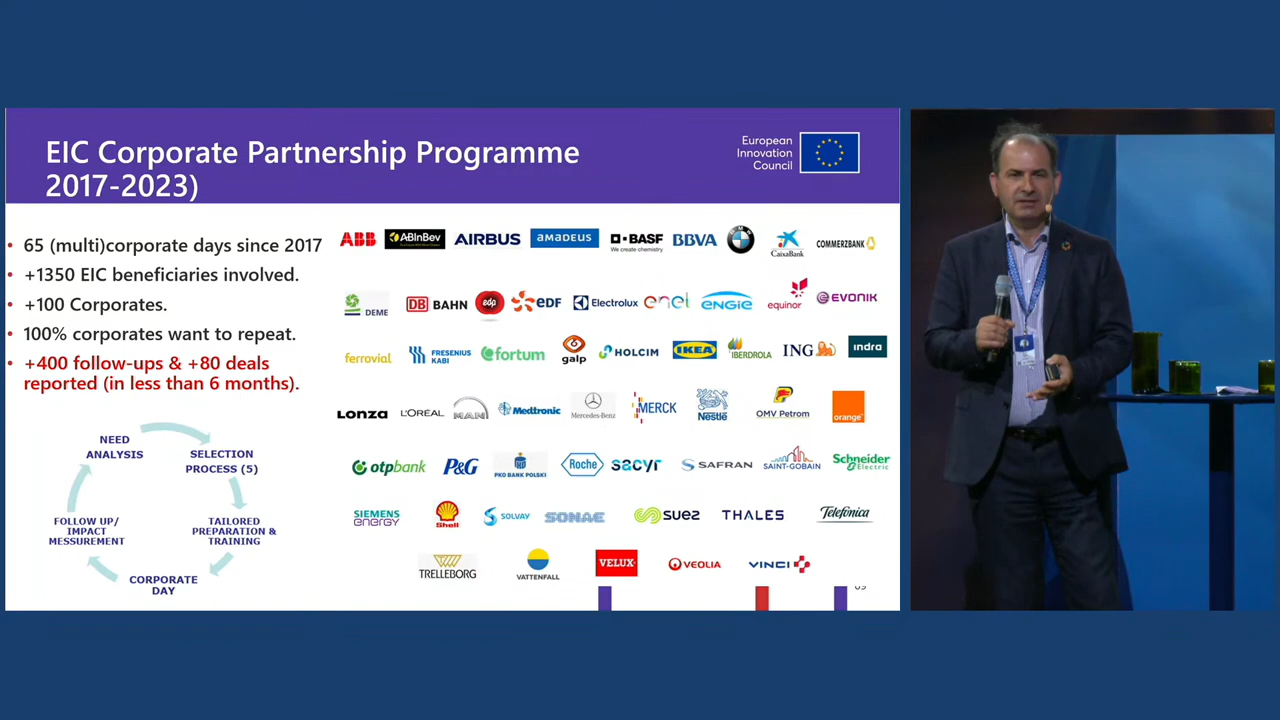 EIC Corporate Partnership Programme
2017-2023)
European
Innovation
Council
• 65 (multi)corporate days since 2017
• +1350 EIC beneficiaries involved.
• +100 Corporates.
• 100% corporates want to repeat.
• +400 follow-ups & +80 deals
reported (in less than 6 months).
NEED
ANALYSIS
SELECTION
PROCESS (5)
TAILORED
PREPARATION &
TRAINING
CORPORATE
DAY
FOLLOW UP/
IMPACT
MESSUREMENT
ABB ABInBev AIRBUS amadeus BASF BBVA BMW CaixaBank COMMERZBANK
We create chemistry
DEME DB BAHN edp edf Electrolux enel ENGIE equinor EVONIK
ferrovial FRESENIUS KABI fortum galp HOLCIM IKEA IBERDROLA ING indra
Lonza L'ORÉAL MAN Medtronic Mercedes-Benz MERCK Nestlé OMV Petrom orange
otpbank P&G PKO BANK POLSKI Roche sacyr SAFRAN SAINT-GOBAIN Schneider Electric
SIEMENS energy Shell SOLVAY SONAE suez THALES Telefónica
TRELLEBORG VATTENFALL VELUX VEOLIA VINCI